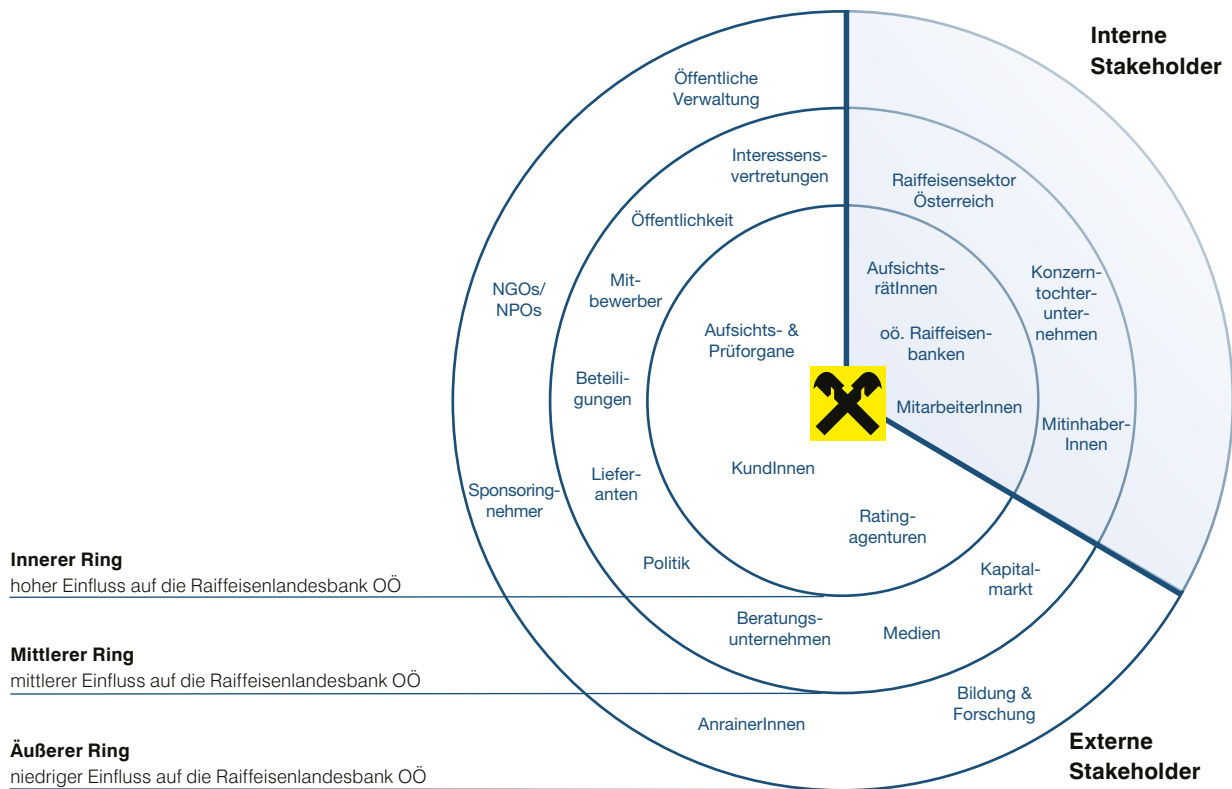 Interne
Stakeholder
Öffentliche
Verwaltung
Interessens-
vertretungen
Raiffeisensektor
Österreich
Öffentlichkeit
Aufsichts-
rätInnen
Konzern-
tochter-
unter-
nehmen
Mit-
bewerber
NGOs/
NPOs
Aufsichts- &
Prüforgane
oö. Raiffeisen-
banken
Beteili-
gungen
MitarbeiterInnen
Mitinhaber-
Innen
KundInnen
Liefer-
anten
Sponsoring-
nehmer
Rating-
agenturen
Politik
Kapital-
markt
Innerer Ring
hoher Einfluss auf die Raiffeisenlandesbank OÖ
Beratungs-
unternehmen
Medien
Mittlerer Ring
mittlerer Einfluss auf die Raiffeisenlandesbank OÖ
Bildung &
Forschung
AnrainerInnen
Externe
Stakeholder
Äußerer Ring
niedriger Einfluss auf die Raiffeisenlandesbank OÖ